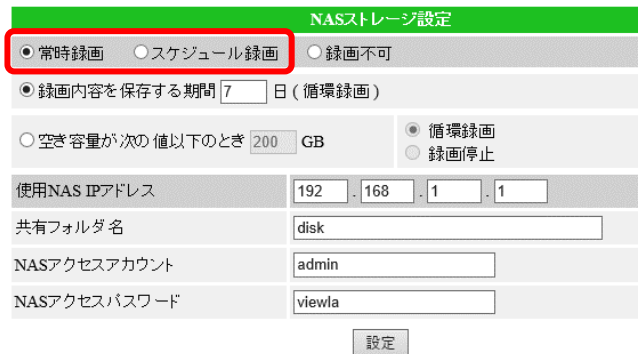 NASストレージ設定
常時録画 スケジュール録画 録画不可
録画内容を保存する期間 7 日 ( 循環録画 )
空き容量が次の値以下のとき 200 GB
循環録画
録画停止
使用NAS IPアドレス 192 . 168 . 1 . 1
共有フォルダ名 disk
NASアクセスアカウント admin
NASアクセスパスワード viewla
設定